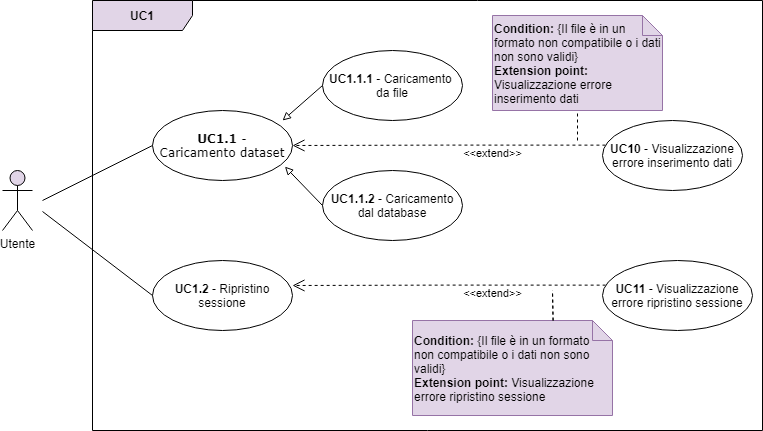 UC1
Condition: {Il file è in un
formato non compatibile o i dati
non sono validi}
Extension point:
Visualizzazione errore
inserimento dati
UC1.1.1 - Caricamento
da file
UC1.1 -
Caricamento dataset
<<extend>>
UC10 - Visualizzazione
errore inserimento dati
UC1.1.2 - Caricamento
dal database
Utente
UC1.2 - Ripristino
sessione
<<extend>>
UC11 - Visualizzazione
errore ripristino sessione
Condition: {Il file è in un formato
non compatibile o i dati non sono
validi}
Extension point: Visualizzazione
errore ripristino sessione